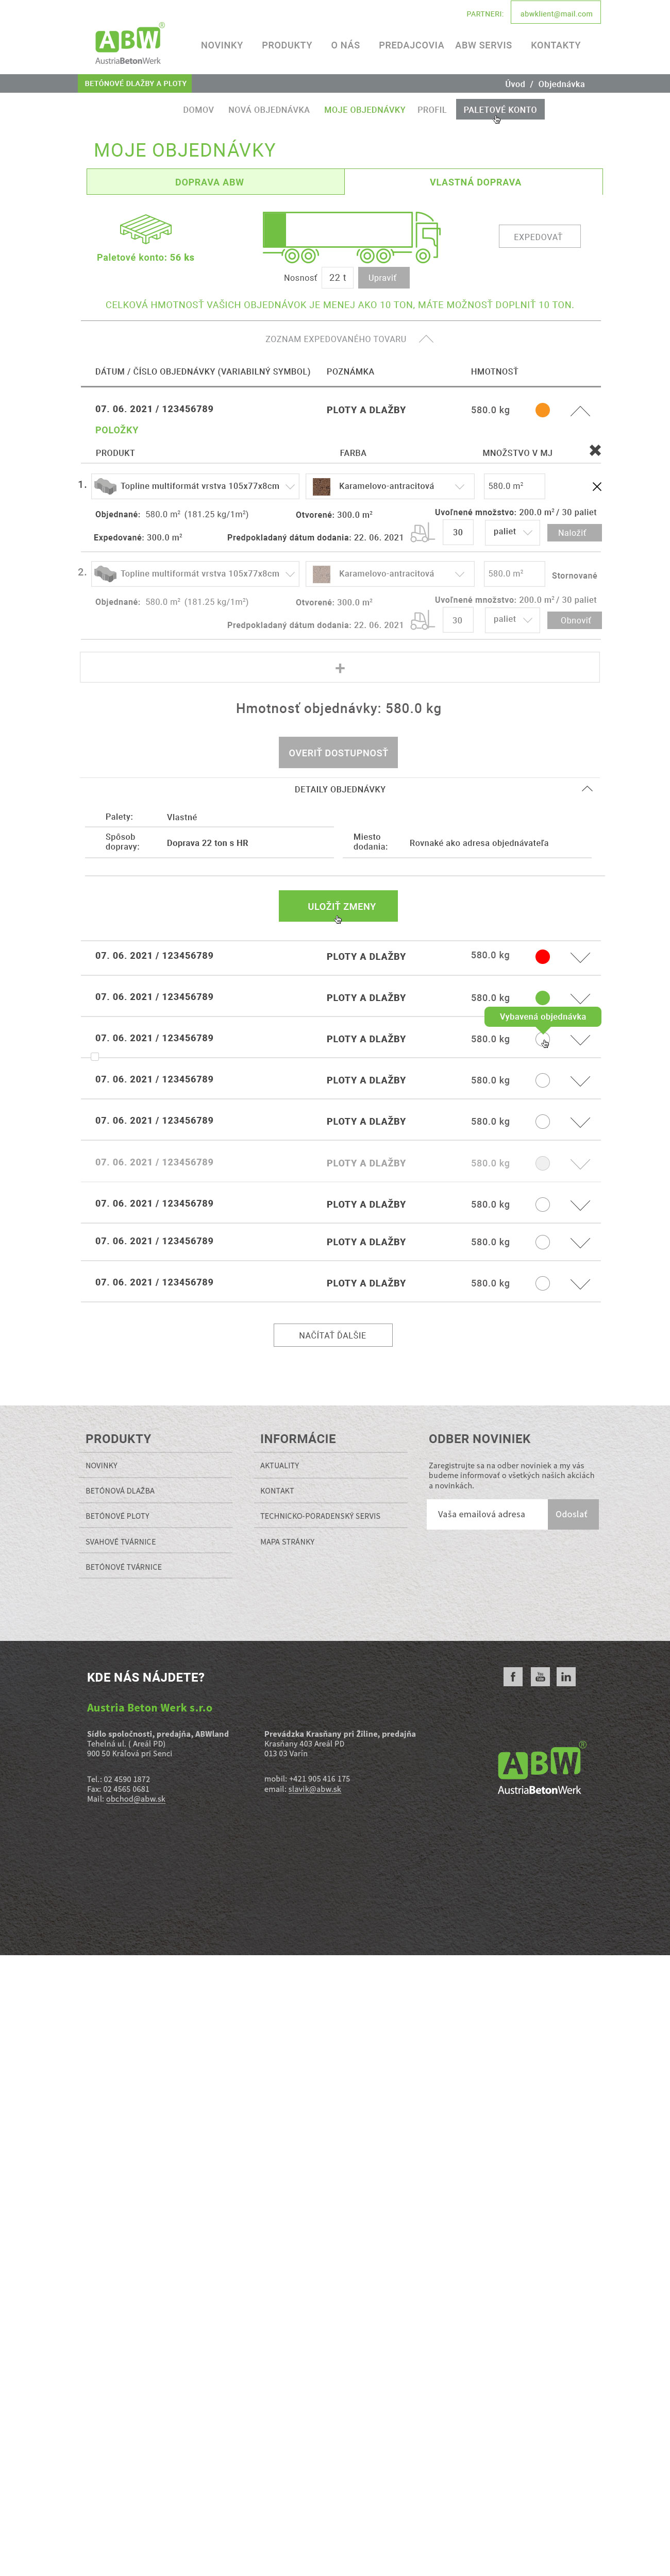 PARTNERI: abwklient@mail.com
ABW ®
AustriaBetonWerk
NOVINKY PRODUKTY O NÁS PREDAJCOVIA ABW SERVIS KONTAKTY
BETÓNOVÉ DLAŽBY A PLOTY Úvod / Objednávka
DOMOV NOVÁ OBJEDNÁVKA MOJE OBJEDNÁVKY PROFIL PALETOVÉ KONTO
MOJE OBJEDNÁVKY
DOPRAVA ABW VLASTNÁ DOPRAVA
EXPEDOVAŤ
Paletové konto: 56 ks
Nosnosť 22 t Upraviť
CELKOVÁ HMOTNOSŤ VAŠICH OBJEDNÁVOK JE MENEJ AKO 10 TON, MÁTE MOŽNOSŤ DOPLNIŤ 10 TON.
ZOZNAM EXPEDOVANÉHO TOVARU
DÁTUM / ČÍSLO OBJEDNÁVKY (VARIABILNÝ SYMBOL) POZNÁMKA HMOTNOSŤ
07. 06. 2021 / 123456789 PLOTY A DLAŽBY 580.0 kg
POLOŽKY
PRODUKT FARBA MNOŽSTVO V MJ
1. Topline multiformát vrstva 105x77x8cm Karamelovo-antracitová 580.0 m²
Objednané: 580.0 m² (181.25 kg/1m²) Otvorené: 300.0 m² Uvoľnené množstvo: 200.0 m² / 30 paliet
Expedované: 300.0 m² Predpokladaný dátum dodania: 22. 06. 2021 30 paliet Naložiť
2. Topline multiformát vrstva 105x77x8cm Karamelovo-antracitová 580.0 m² Stornované
Objednané: 580.0 m² (181.25 kg/1m²) Otvorené: 300.0 m² Uvoľnené množstvo: 200.0 m² / 30 paliet
Predpokladaný dátum dodania: 22. 06. 2021 30 paliet Obnoviť
+
Hmotnosť objednávky: 580.0 kg
OVERIŤ DOSTUPNOSŤ
DETAILY OBJEDNÁVKY
Palety: Vlastné
Spôsob dopravy: Doprava 22 ton s HR Miesto dodania: Rovnaké ako adresa objednávateľa
ULOŽIŤ ZMENY
07. 06. 2021 / 123456789 PLOTY A DLAŽBY 580.0 kg
07. 06. 2021 / 123456789 PLOTY A DLAŽBY 580.0 kg
Vybavená objednávka
07. 06. 2021 / 123456789 PLOTY A DLAŽBY 580.0 kg
07. 06. 2021 / 123456789 PLOTY A DLAŽBY 580.0 kg
07. 06. 2021 / 123456789 PLOTY A DLAŽBY 580.0 kg
07. 06. 2021 / 123456789 PLOTY A DLAŽBY 580.0 kg
07. 06. 2021 / 123456789 PLOTY A DLAŽBY 580.0 kg
07. 06. 2021 / 123456789 PLOTY A DLAŽBY 580.0 kg
07. 06. 2021 / 123456789 PLOTY A DLAŽBY 580.0 kg
NAČÍTAŤ ĎALŠIE
PRODUKTY
NOVINKY
BETÓNOVÁ DLAŽBA
BETÓNOVÉ PLOTY
SVAHOVÉ TVÁRNICE
BETÓNOVÉ TVÁRNICE
INFORMÁCIE
AKTUALITY
KONTAKT
TECHNICKO-PORADENSKÝ SERVIS
MAPA STRÁNKY
ODBER NOVINIEK
Zaregistrujte sa na odber noviniek a my vás
budeme informovať o všetkých našich akciách
a novinkách.
Vaša emailová adresa Odoslať
KDE NÁS NÁJDETE?
Austria Beton Werk s.r.o
Sídlo spoločnosti, predajňa, ABWland
Tehelná ul. ( Areál PD)
900 50 Kráľová pri Senci
Tel.: 02 4590 1872
Fax: 02 4565 0681
Mail: obchod@abw.sk
Prevádzka Krasňany pri Žiline, predajňa
Krasňany 403 Areál PD
013 03 Varín
mobil: +421 905 416 175
email: slavik@abw.sk
f You Tube in
ABW ®
AustriaBetonWerk